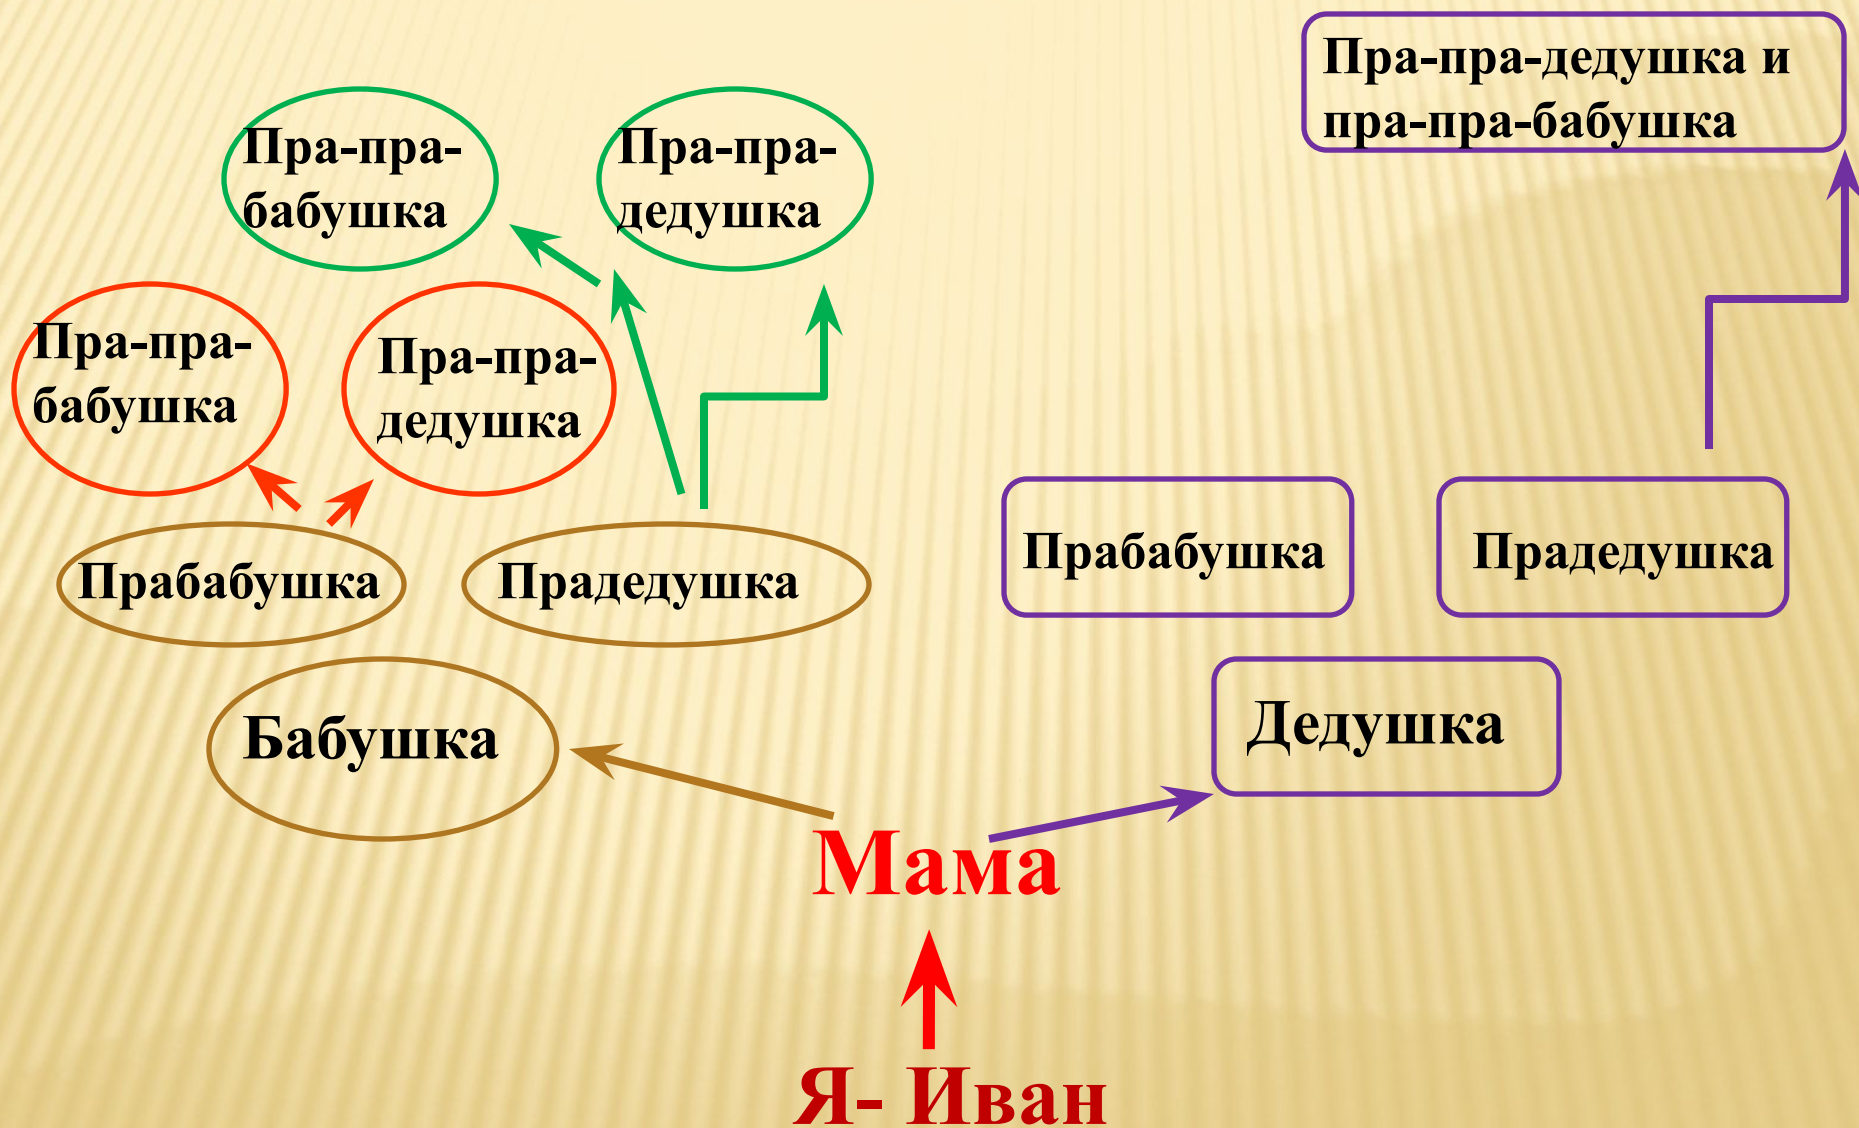 Пра-пра-дедушка и
пра-пра-бабушка
Пра-пра-
бабушка
Пра-пра-
дедушка
Пра-пра-
бабушка
Пра-пра-
дедушка
Прабабушка
Прадедушка
Прабабушка
Прадедушка
Бабушка
Дедушка
Мама
Я- Иван